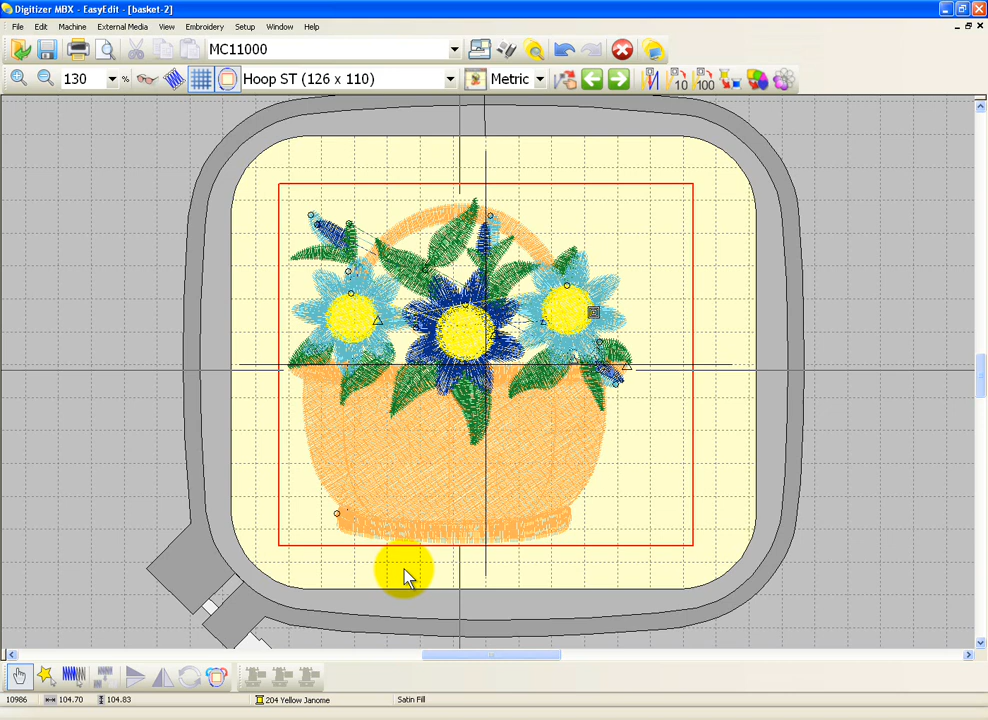 Digitizer MBX - EasyEdit - [basket-2]
File Edit Machine External Media View Embroidery Setup Window Help
MC11000
130 % Hoop ST (126 x 110) Metric 10 100
10986 104.70 104.83 204 Yellow Janome Satin Fill